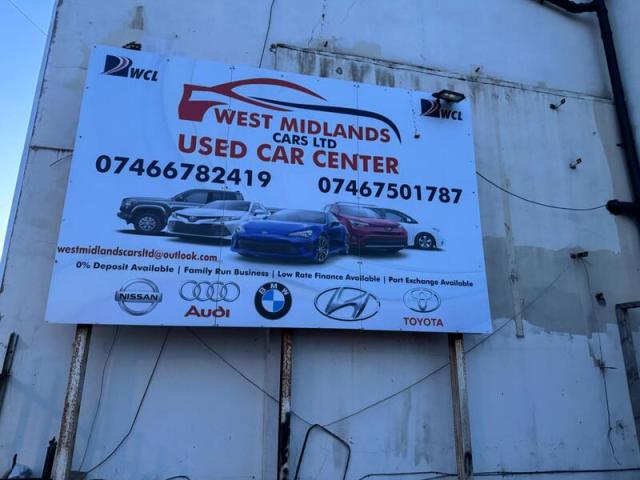 WCL
WCL
WEST MIDLANDS
CARS LTD
USED CAR CENTER
07466782419 07467501787
westmidlandscarsltd@outlook.com
0% Deposit Available | Family Run Business | Low Rate Finance Available | Part Exchange Available
NISSAN
Audi
BMW
TOYOTA